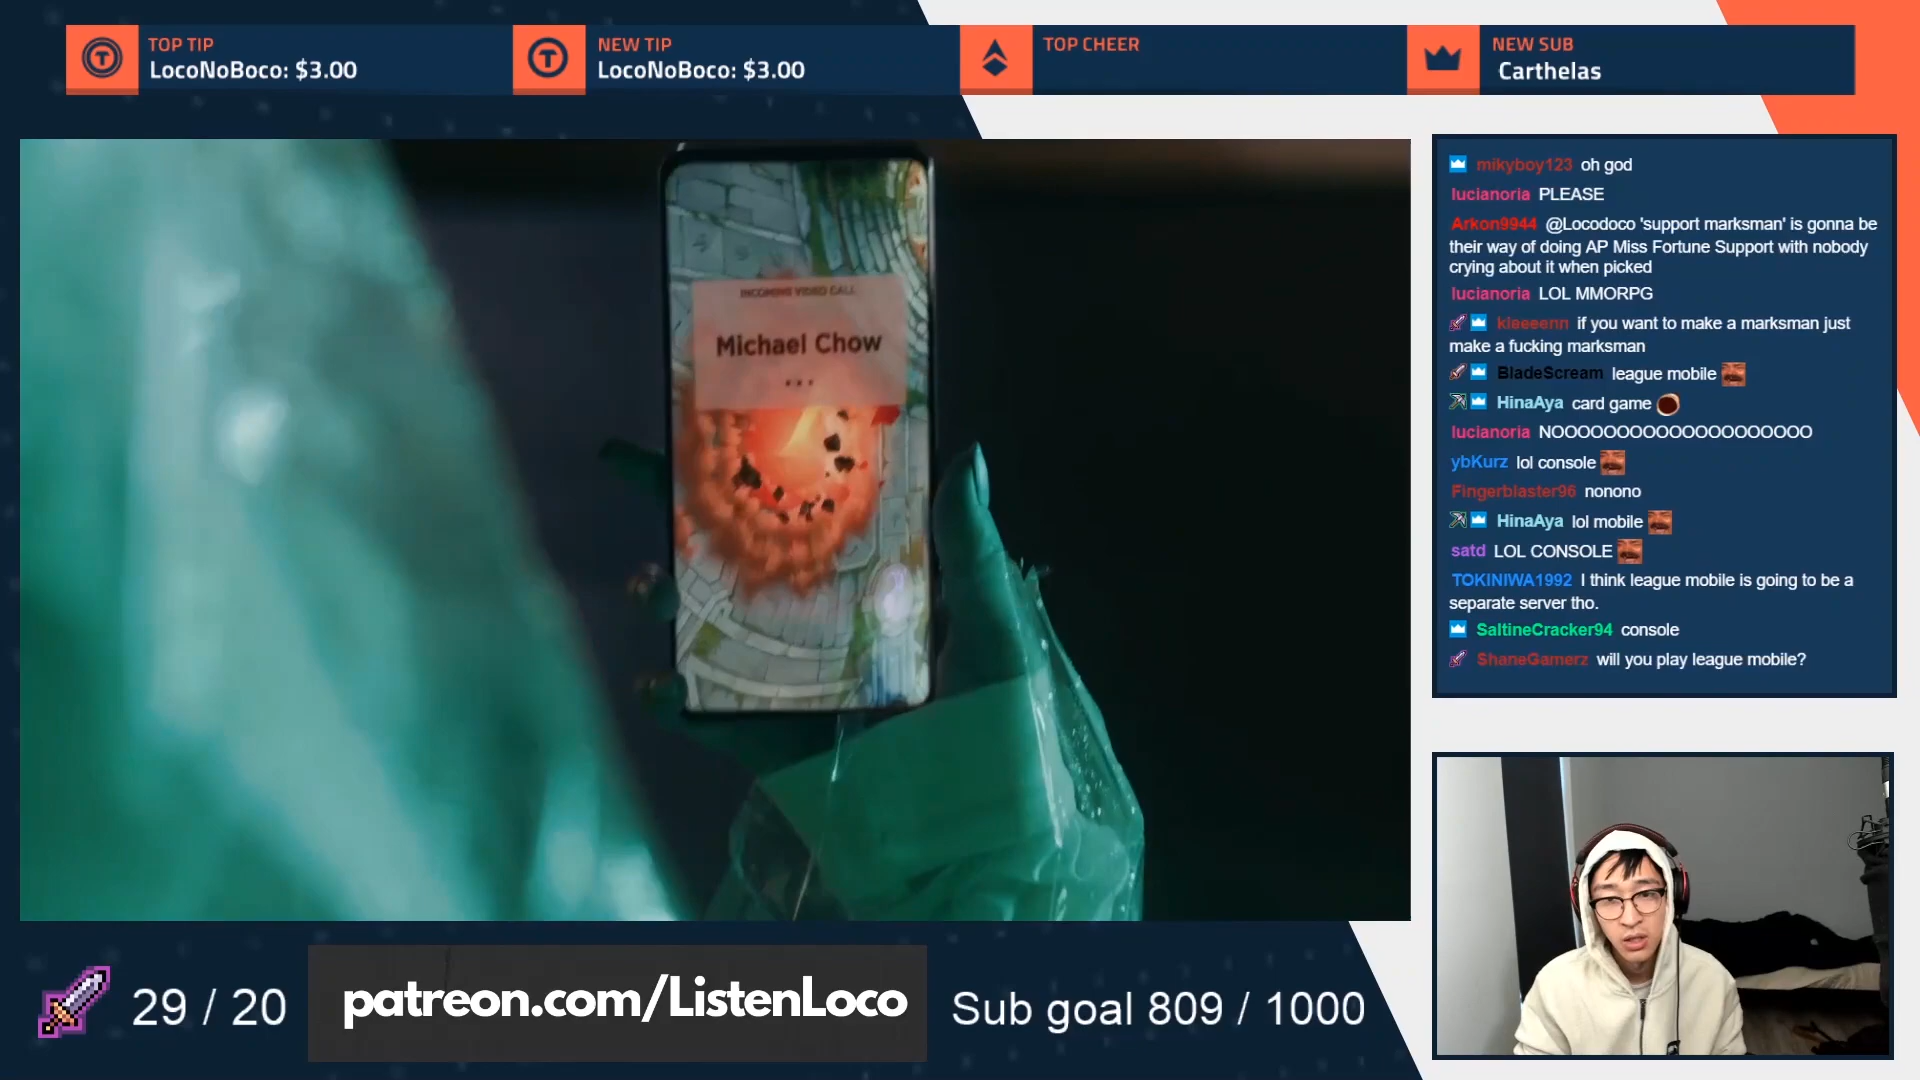 TOP TIP
LocoNoBoco: $3.00
NEW TIP
LocoNoBoco: $3.00
TOP CHEER
NEW SUB
Carthelas
INCOMING VIDEO CALL
Michael Chow
...
mikyboy123 oh god
lucianoria PLEASE
Arkon9944 @Locodoco 'support marksman' is gonna be
their way of doing AP Miss Fortune Support with nobody
crying about it when picked
lucianoria LOL MMORPG
kleeeenn if you want to make a marksman just
make a fucking marksman
BladeScream league mobile
HinaAya card game
lucianoria NOOOOOOOOOOOOOOOOOOOO
ybKurz lol console
Fingerblaster96 nonono
HinaAya lol mobile
satd LOL CONSOLE
TOKINIWA1992 I think league mobile is going to be a
separate server tho.
SaltineCracker94 console
ShaneGamerz will you play league mobile?
29 / 20
patreon.com/ListenLoco
Sub goal 809 / 1000